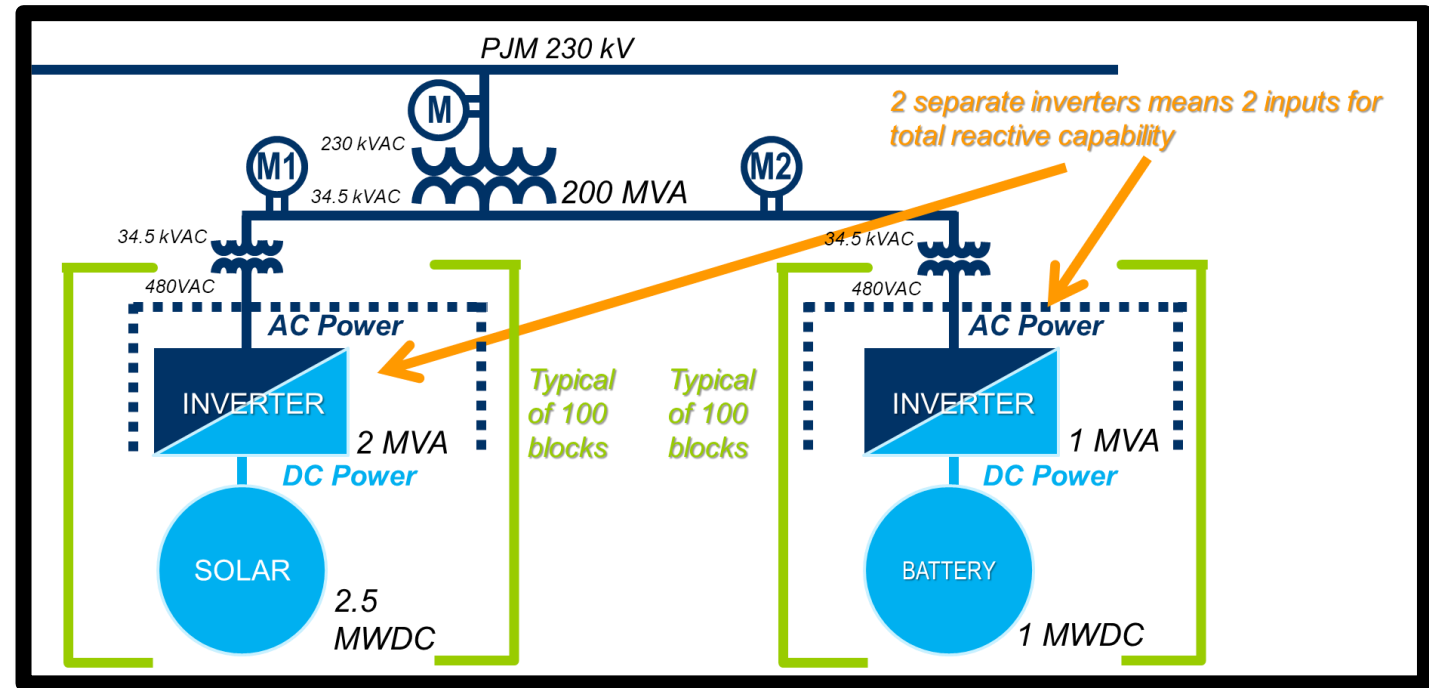 PJM 230 kV
2 separate inverters means 2 inputs for
total reactive capability
M
230 kVAC
M1
M2
34.5 kVAC
200 MVA
34.5 kVAC
34.5 kVAC
480VAC
480VAC
AC Power
AC Power
INVERTER
2 MVA
DC Power
Typical
of 100
blocks
Typical
of 100
blocks
INVERTER
1 MVA
DC Power
SOLAR
2.5
MWDC
BATTERY
1 MWDC